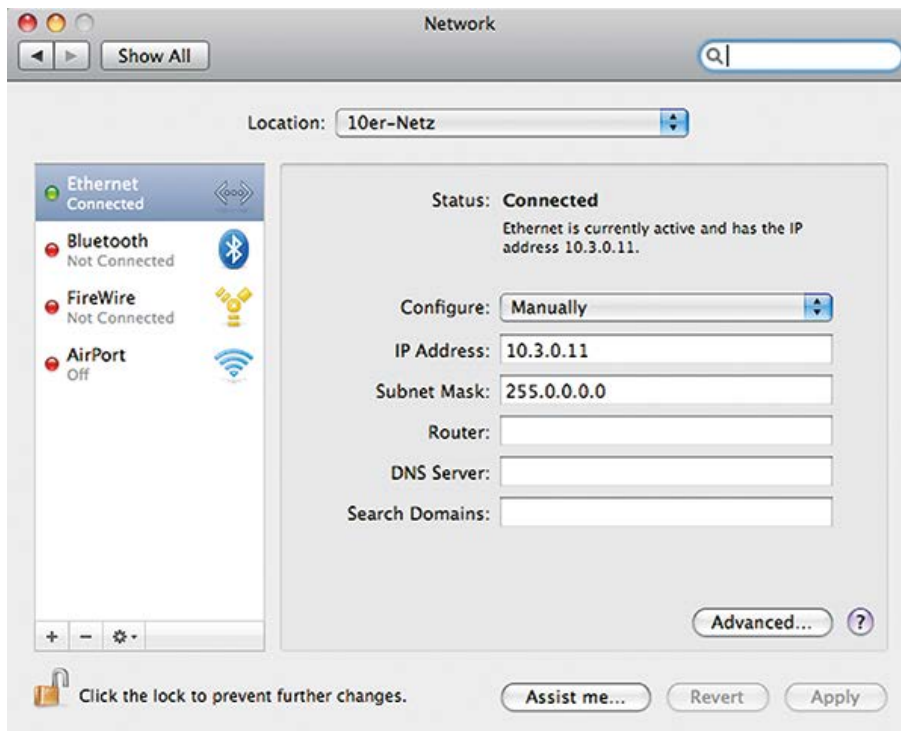 Network
Show All
Location: 10er-Netz
Ethernet
Connected
Bluetooth
Not Connected
FireWire
Not Connected
AirPort
Off
Status: Connected
Ethernet is currently active and has the IP
address 10.3.0.11.
Configure: Manually
IP Address: 10.3.0.11
Subnet Mask: 255.0.0.0.0
Router:
DNS Server:
Search Domains:
Advanced...
?
Click the lock to prevent further changes.
Assist me...
Revert
Apply